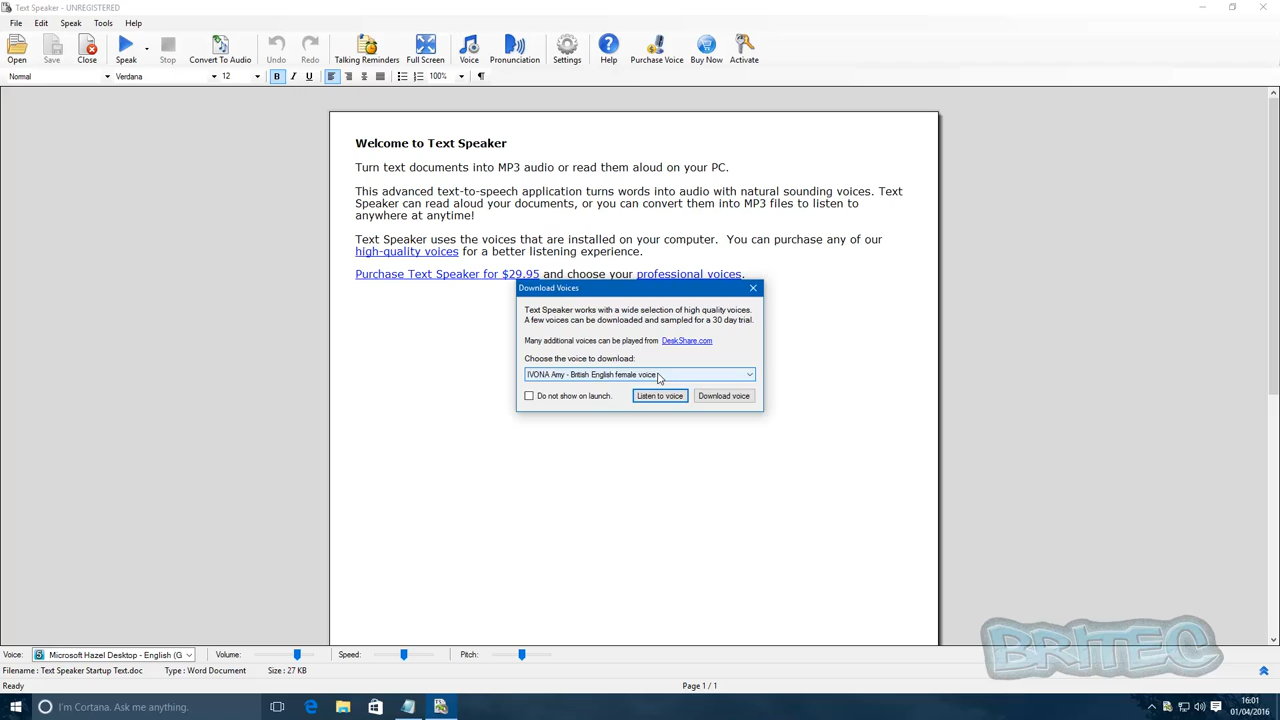 Text Speaker - UNREGISTERED
File Edit Speak Tools Help
Open Save Close Speak Stop Convert To Audio Undo Redo Talking Reminders Full Screen Voice Pronunciation Settings Help Purchase Voice Buy Now Activate
Normal Verdana 12 B I U 100% ¶
Welcome to Text Speaker
Turn text documents into MP3 audio or read them aloud on your PC.
This advanced text-to-speech application turns words into audio with natural sounding voices. Text
Speaker can read aloud your documents, or you can convert them into MP3 files to listen to
anywhere at anytime!
Text Speaker uses the voices that are installed on your computer. You can purchase any of our
high-quality voices for a better listening experience.
Purchase Text Speaker for $29.95 and choose your professional voices.
Download Voices
Text Speaker works with a wide selection of high quality voices.
A few voices can be downloaded and sampled for a 30 day trial.
Many additional voices can be played from DeskShare.com
Choose the voice to download:
IVONA Amy - British English female voice
Do not show on launch. Listen to voice Download voice
BRITEC
Voice: Microsoft Hazel Desktop - English (G Volume: Speed: Pitch:
Filename : Text Speaker Startup Text.doc Type : Word Document Size : 27 KB
Ready Page 1 / 1
I'm Cortana. Ask me anything. 16:01
01/04/2016